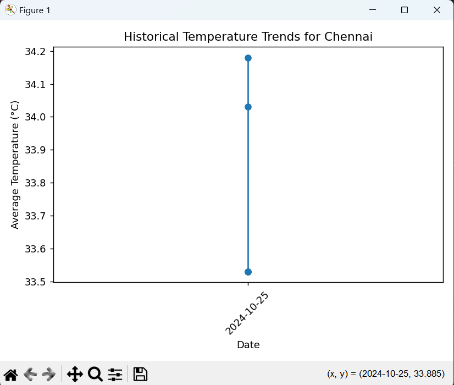 Figure 1
Historical Temperature Trends for Chennai
34.2
34.1
34.0
33.9
33.8
33.7
33.6
33.5
Average Temperature (°C)
2024-10-25
Date
(x, y) = (2024-10-25, 33.885)